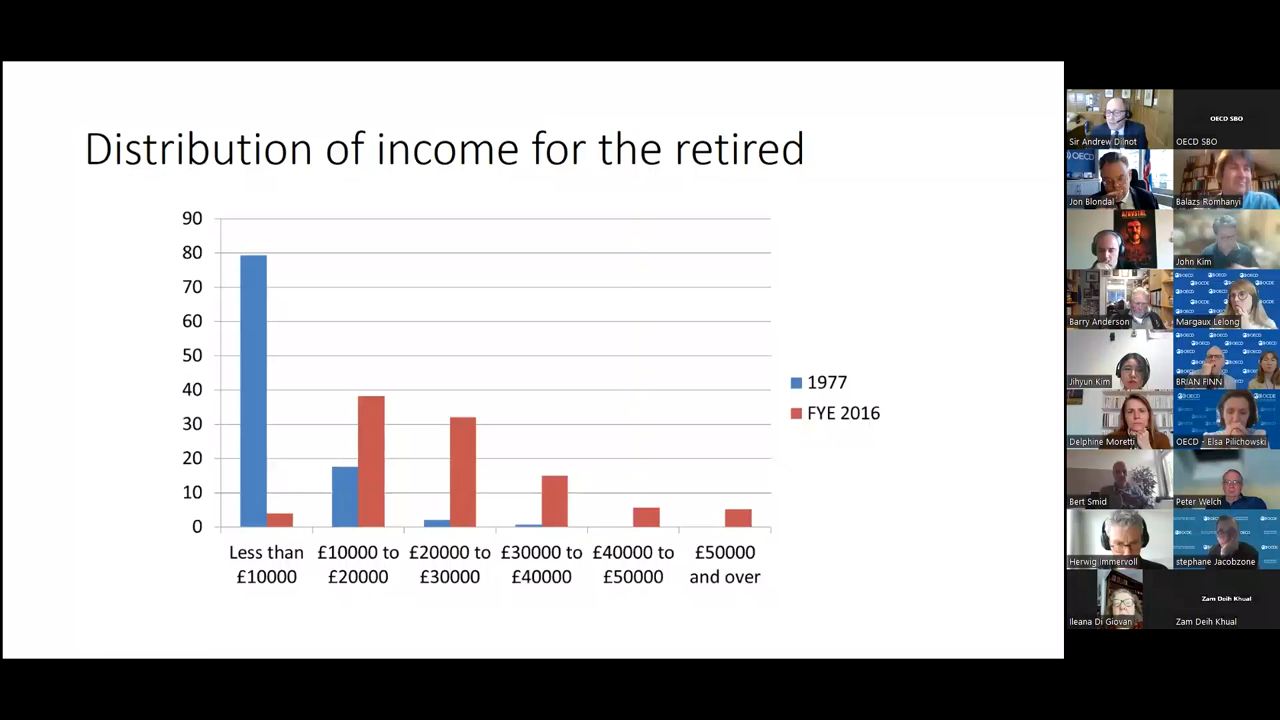 Distribution of income for the retired
90
80
70
60
50
40
30
20
10
0
Less than
£10000
£10000 to
£20000
£20000 to
£30000
£30000 to
£40000
£40000 to
£50000
£50000
and over
1977
FYE 2016
Sir Andrew Dilnot
OECD SBO
OECD SBO
OECD
Jon Blondal
Balazs Romhanyi
John Kim
Barry Anderson
Margaux Lelong
Jihyun Kim
BRIAN FINN
Delphine Moretti
OECD - Elsa Pilichowski
Bert Smid
Peter Welch
Herwig Immervoll
stephane Jacobzone
Ileana Di Giovan
Zam Deih Khual
Zam Deih Khual